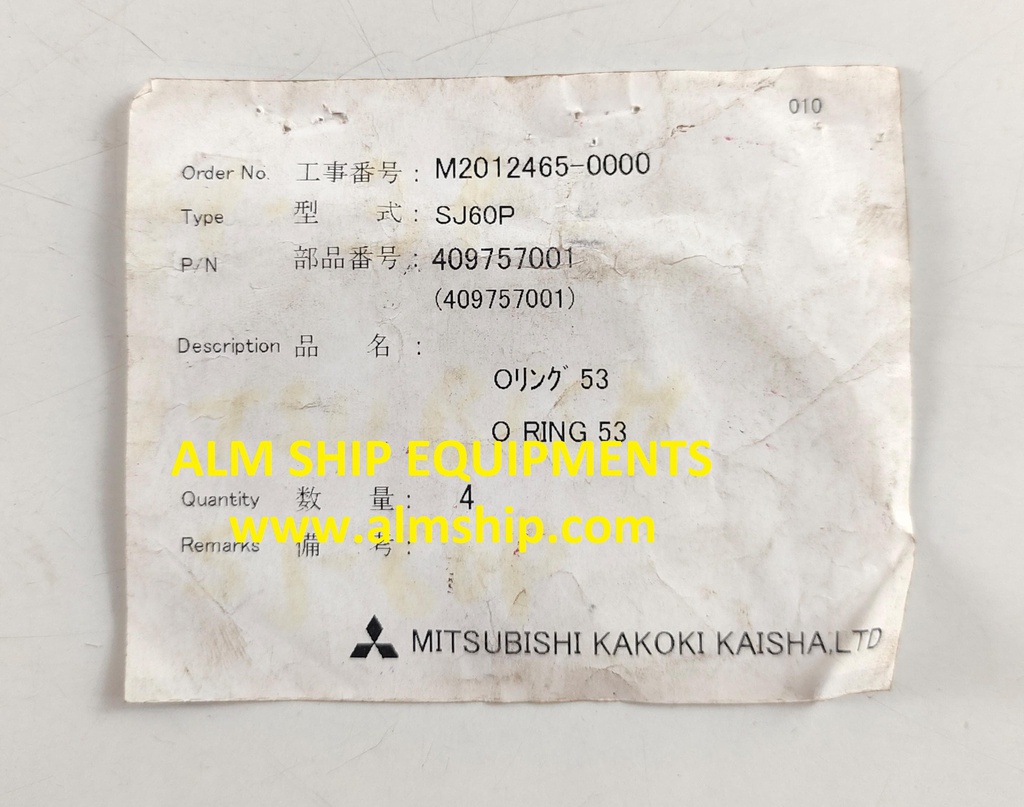 010
Order No. 工事番号 : M2012465-0000
Type 型 式 : SJ60P
P/N 部品番号 : 409757001
(409757001)
Description 品 名 :
Oﾘﾝｸﾞ 53
O RING 53
ALM SHIP EQUIPMENTS
Quantity 数 量 : 4
www.almship.com
Remarks 備 考 :
MITSUBISHI KAKOKI KAISHA,LTD